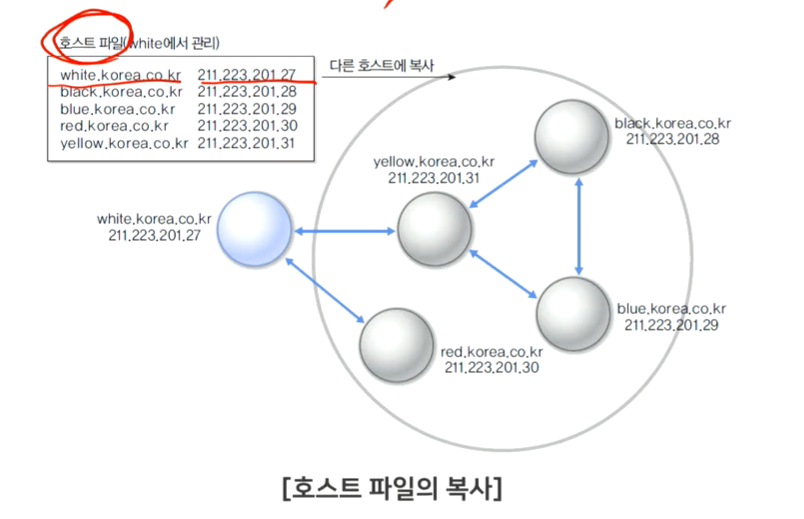 호스트 파일(white에서 관리)
white.korea.co.kr 211.223.201.27
black.korea.co.kr 211.223.201.28
blue.korea.co.kr 211.223.201.29
red.korea.co.kr 211.223.201.30
yellow.korea.co.kr 211.223.201.31
다른 호스트에 복사
black.korea.co.kr
211.223.201.28
yellow.korea.co.kr
211.223.201.31
white.korea.co.kr
211.223.201.27
blue.korea.co.kr
211.223.201.29
red.korea.co.kr
211.223.201.30
[호스트 파일의 복사]